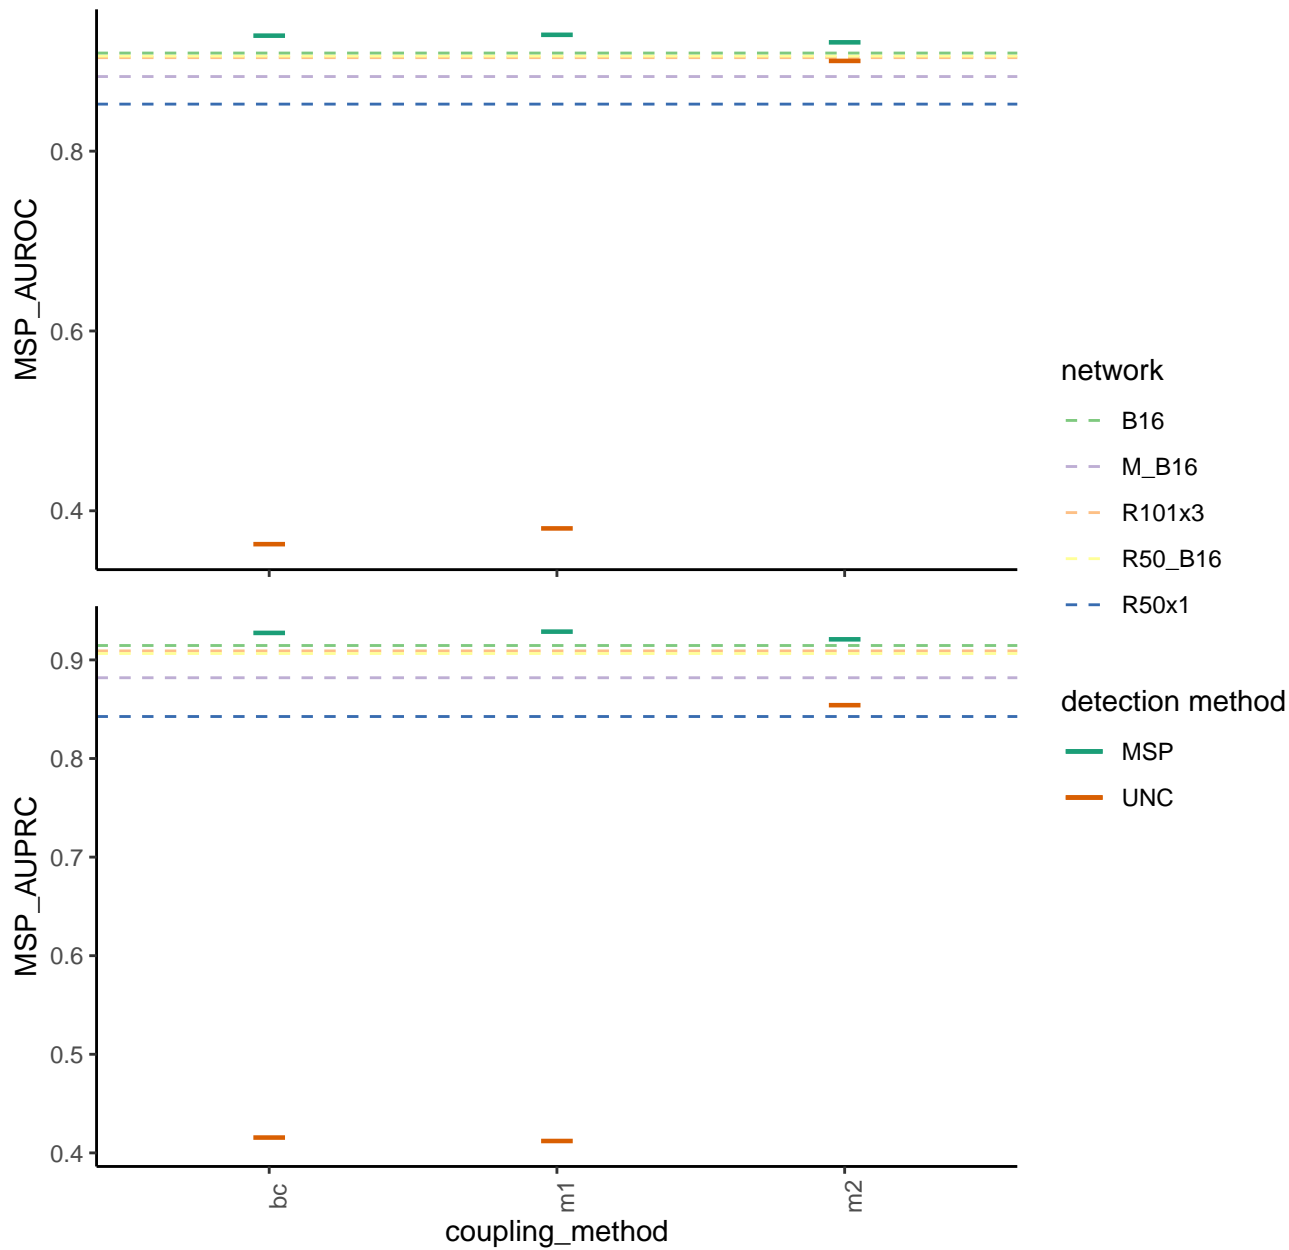 MSP_AUROC
0.8
0.6
0.4
MSP_AUPRC
0.9
0.8
0.7
0.6
0.5
0.4
bc
m1
m2
coupling_method
network
B16
M_B16
R101x3
R50_B16
R50x1
detection method
MSP
UNC